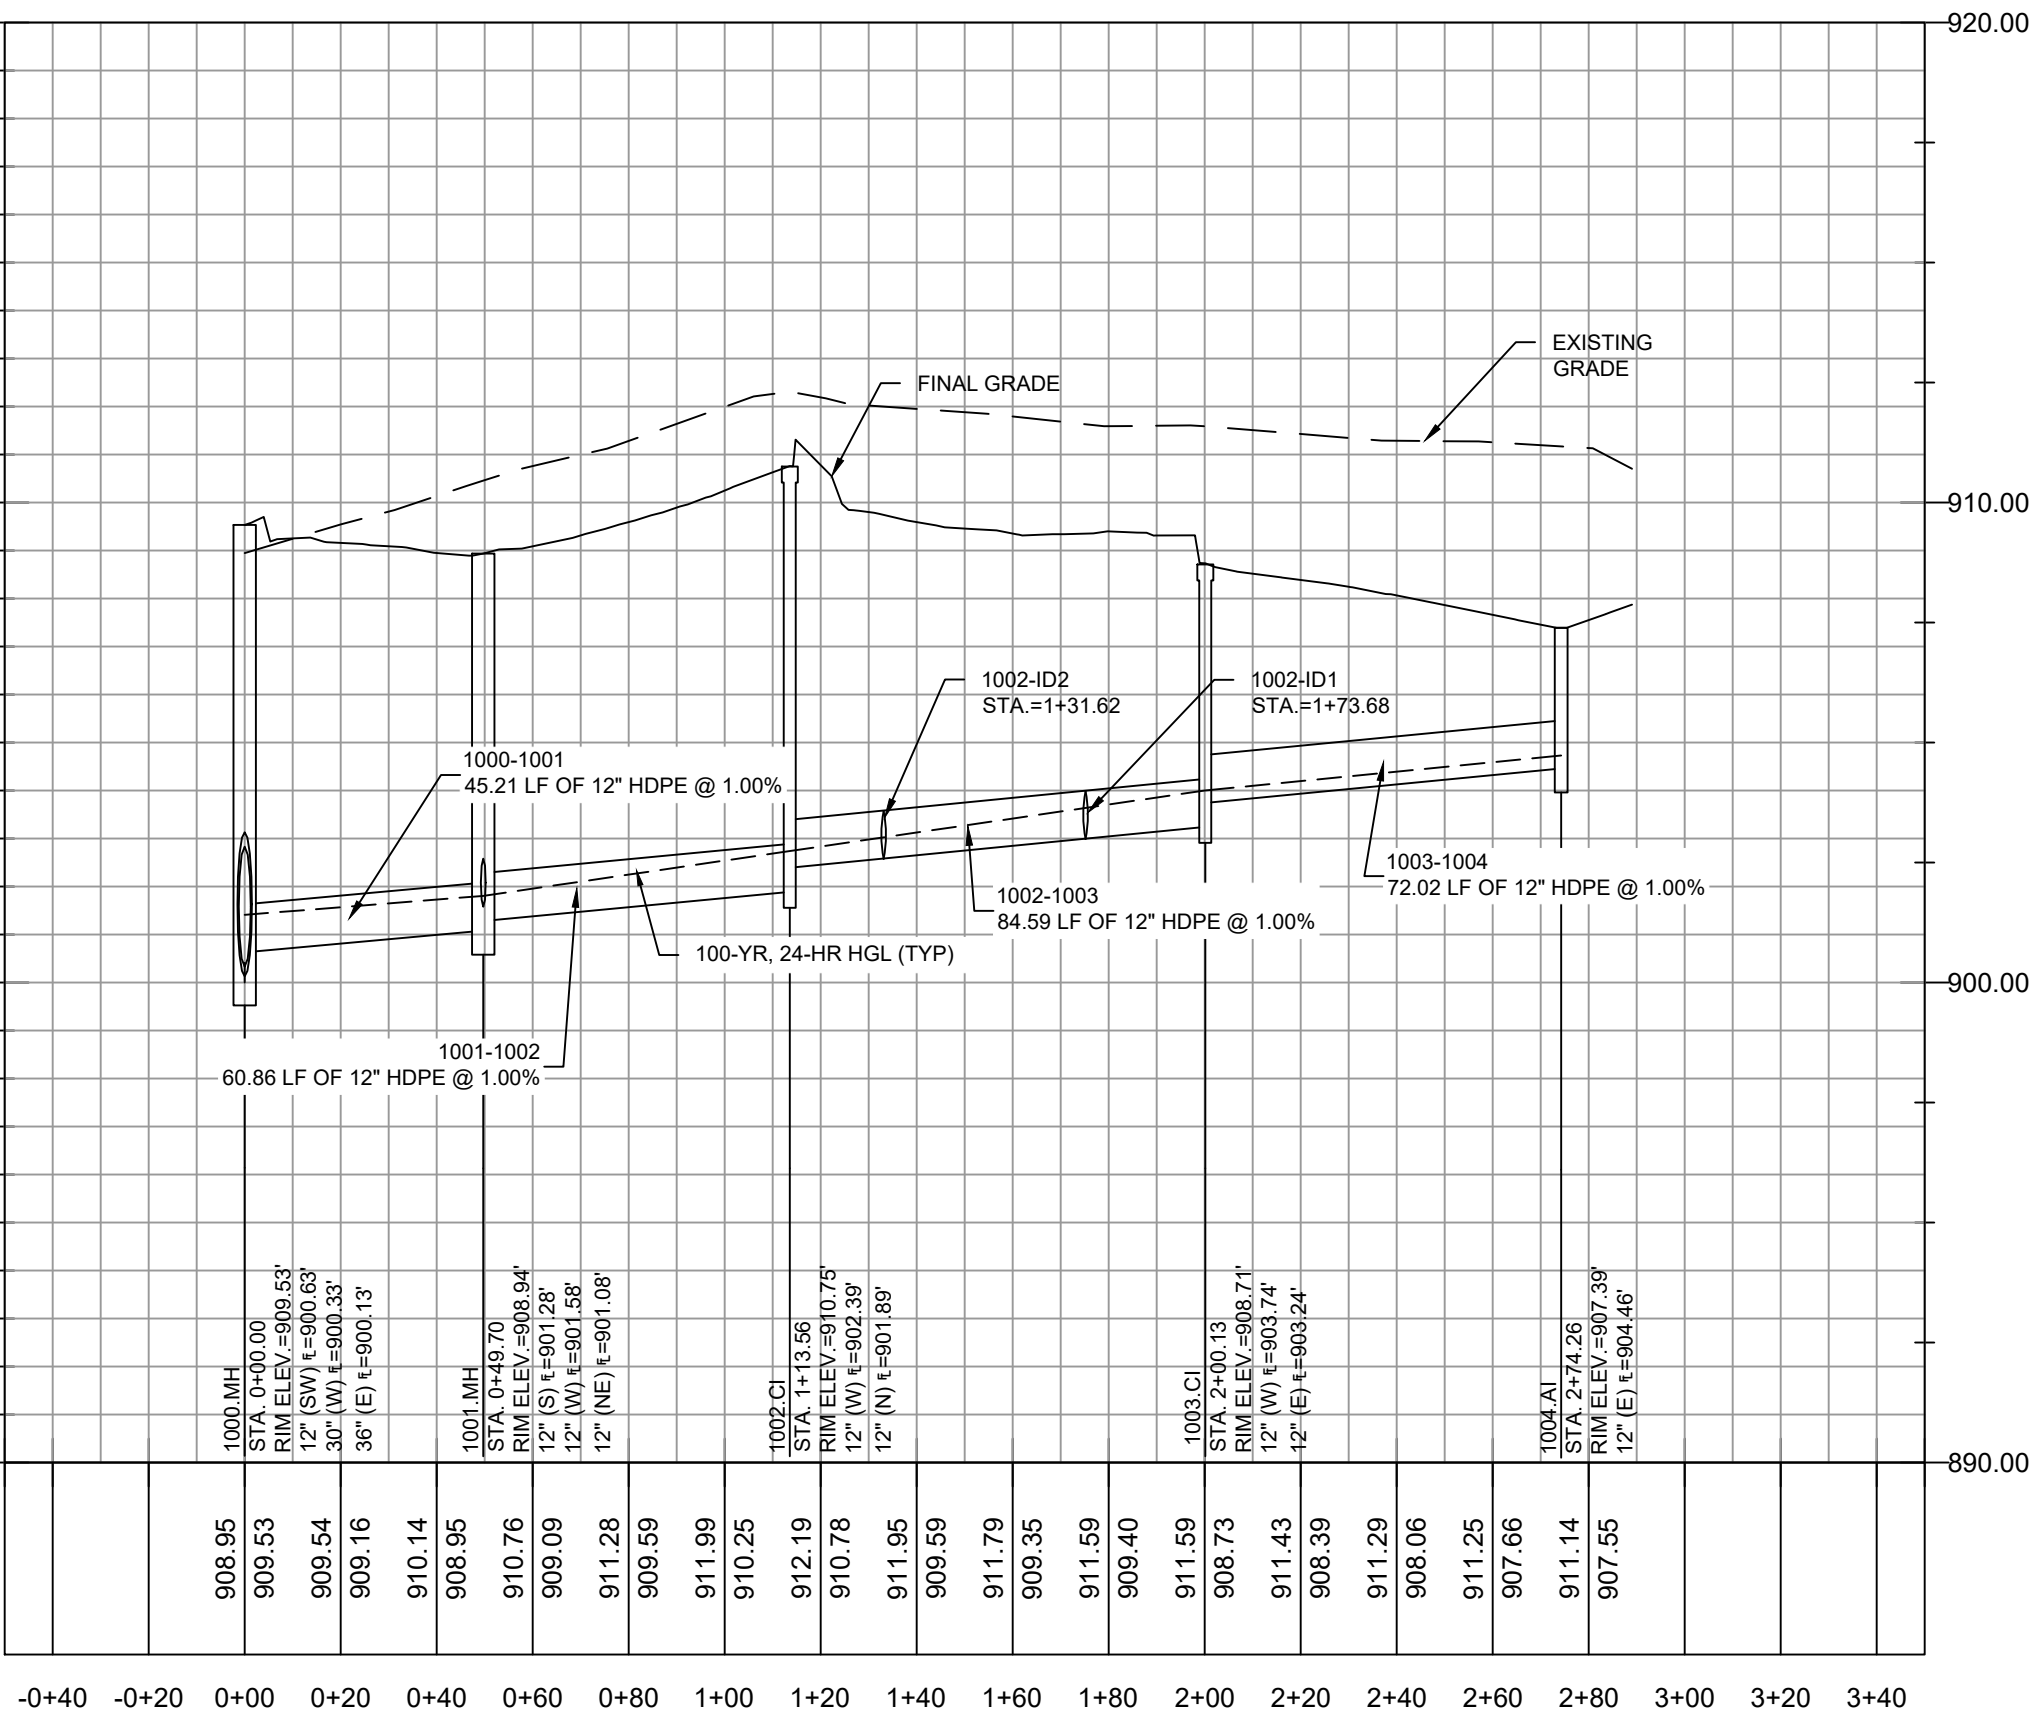 920.00
EXISTING
GRADE
FINAL GRADE
910.00
1002-ID2
STA.=1+31.62
1002-ID1
STA.=1+73.68
1000-1001
45.21 LF OF 12" HDPE @ 1.00%
1003-1004
72.02 LF OF 12" HDPE @ 1.00%
1002-1003
84.59 LF OF 12" HDPE @ 1.00%
100-YR, 24-HR HGL (TYP)
900.00
1001-1002
60.86 LF OF 12" HDPE @ 1.00%
1000.MH
STA. 0+00.00
RIM ELEV.=909.53'
12" (SW) FL=900.63'
30" (W) FL=900.33'
36" (E) FL=900.13'
1001.MH
STA. 0+49.70
RIM ELEV.=908.94'
12" (S) FL=901.28'
12" (W) FL=901.58'
12" (NE) FL=901.08'
1002.CI
STA. 1+13.56
RIM ELEV.=910.75'
12" (W) FL=902.39'
12" (N) FL=901.89'
1003.CI
STA. 2+00.13
RIM ELEV.=908.71'
12" (W) FL=903.74'
12" (E) FL=903.24'
1004.AI
STA. 2+74.26
RIM ELEV.=907.39'
12" (E) FL=904.46'
890.00
908.95
909.53
909.54
909.16
910.14
908.95
910.76
909.09
911.28
909.59
911.99
910.25
912.19
910.78
911.95
909.59
911.79
909.35
911.59
909.40
911.59
908.73
911.43
908.39
911.29
908.06
911.25
907.66
911.14
907.55
-0+40 -0+20 0+00 0+20 0+40 0+60 0+80 1+00 1+20 1+40 1+60 1+80 2+00 2+20 2+40 2+60 2+80 3+00 3+20 3+40